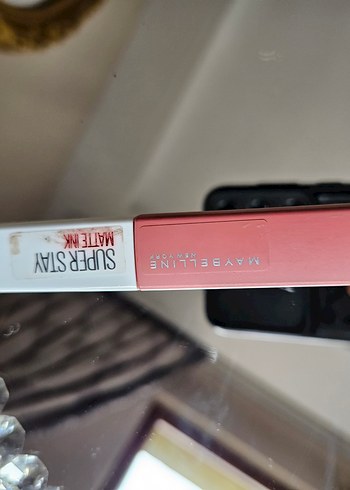 MAYBELLINE
NEW YORK
SUPER STAY
MATTE INK